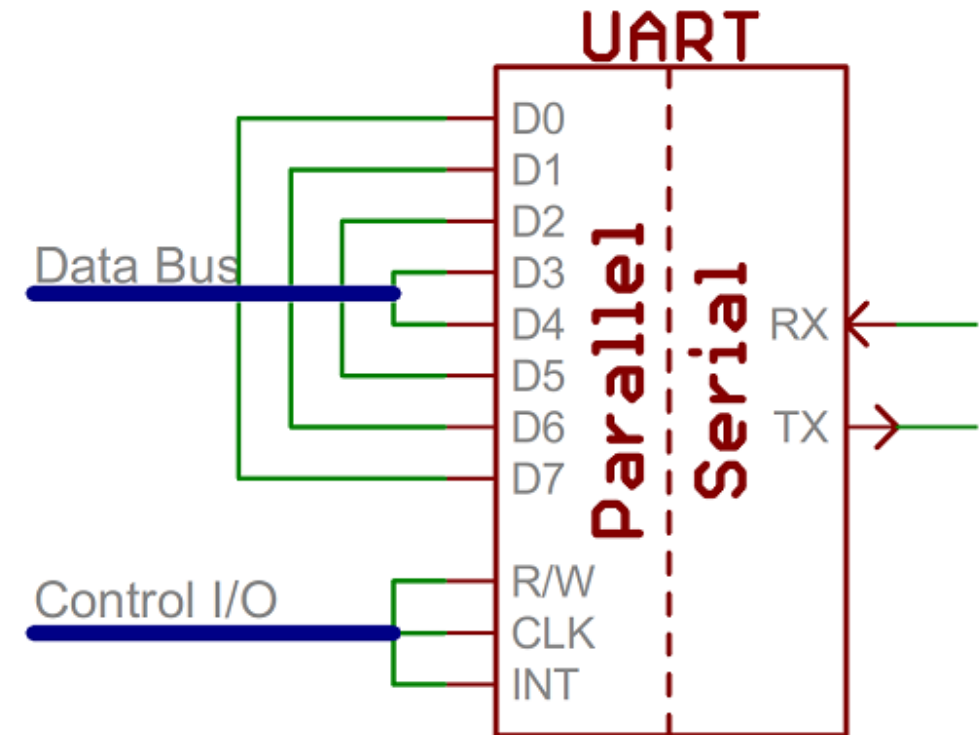 UART
Data Bus
D0
D1
D2
D3
D4
D5
D6
D7
Parallel
Serial
RX
TX
Control I/O
R/W
CLK
INT